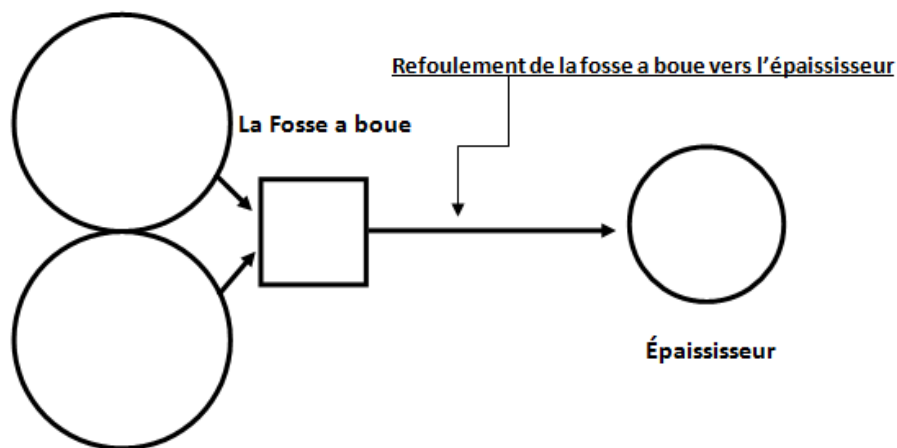 Refoulement de la fosse a boue vers l’épaississeur
La Fosse a boue
Épaississeur